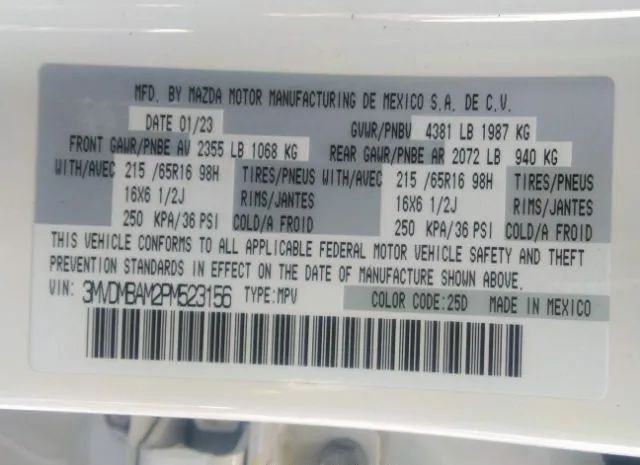 MFD. BY MAZDA MOTOR MANUFACTURING DE MEXICO S.A. DE C.V.
DATE 01/23 GVWR/PNBV 4381 LB 1987 KG
FRONT GAWR/PNBE AV 2355 LB 1068 KG REAR GAWR/PNBE AR 2072 LB 940 KG
WITH/AVEC 215 /65R16 98H TIRES/PNEUS WITH/AVEC 215 /65R16 98H TIRES/PNEUS
16X6 1/2J RIMS/JANTES 16X6 1/2J RIMS/JANTES
250 KPA/36 PSI COLD/A FROID 250 KPA/36 PSI COLD/A FROID
THIS VEHICLE CONFORMS TO ALL APPLICABLE FEDERAL MOTOR VEHICLE SAFETY AND THEFT
PREVENTION STANDARDS IN EFFECT ON THE DATE OF MANUFACTURE SHOWN ABOVE.
VIN: 3MVDMBAM2PM523156 TYPE:MPV COLOR CODE:25D MADE IN MEXICO